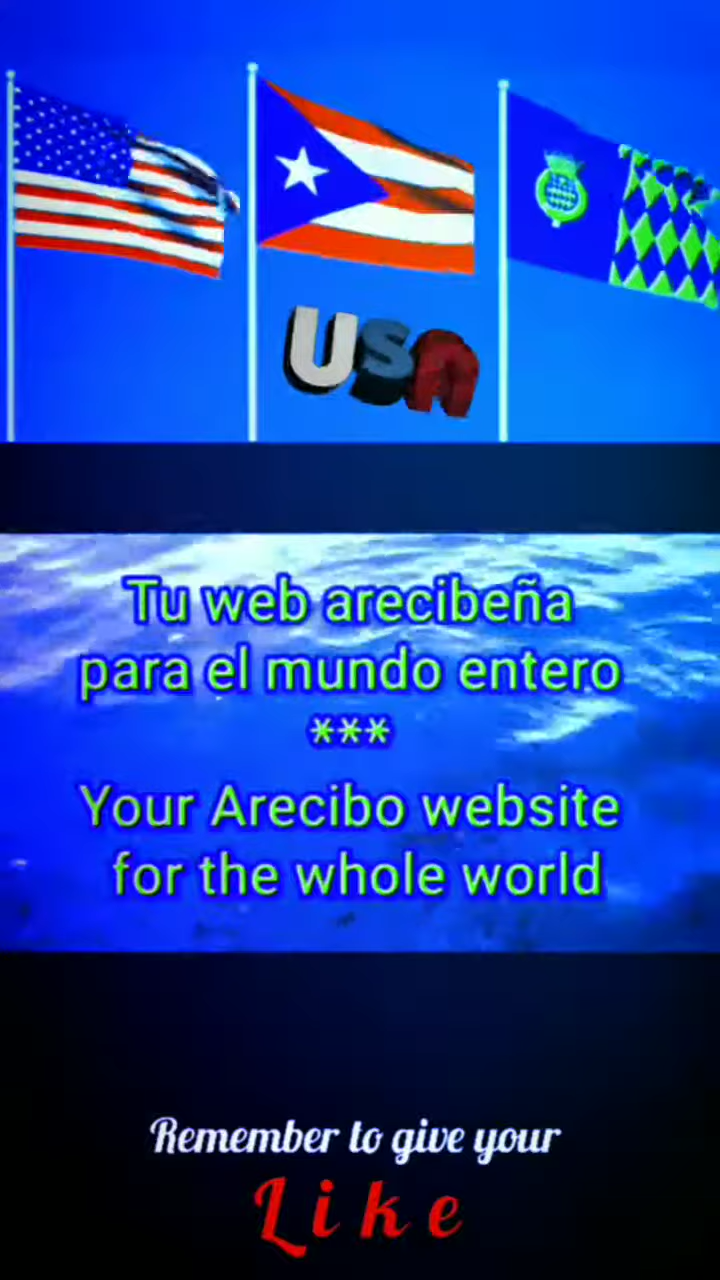 USA
Tu web arecibeña
para el mundo entero
***
Your Arecibo website
for the whole world
Remember to give your
Like